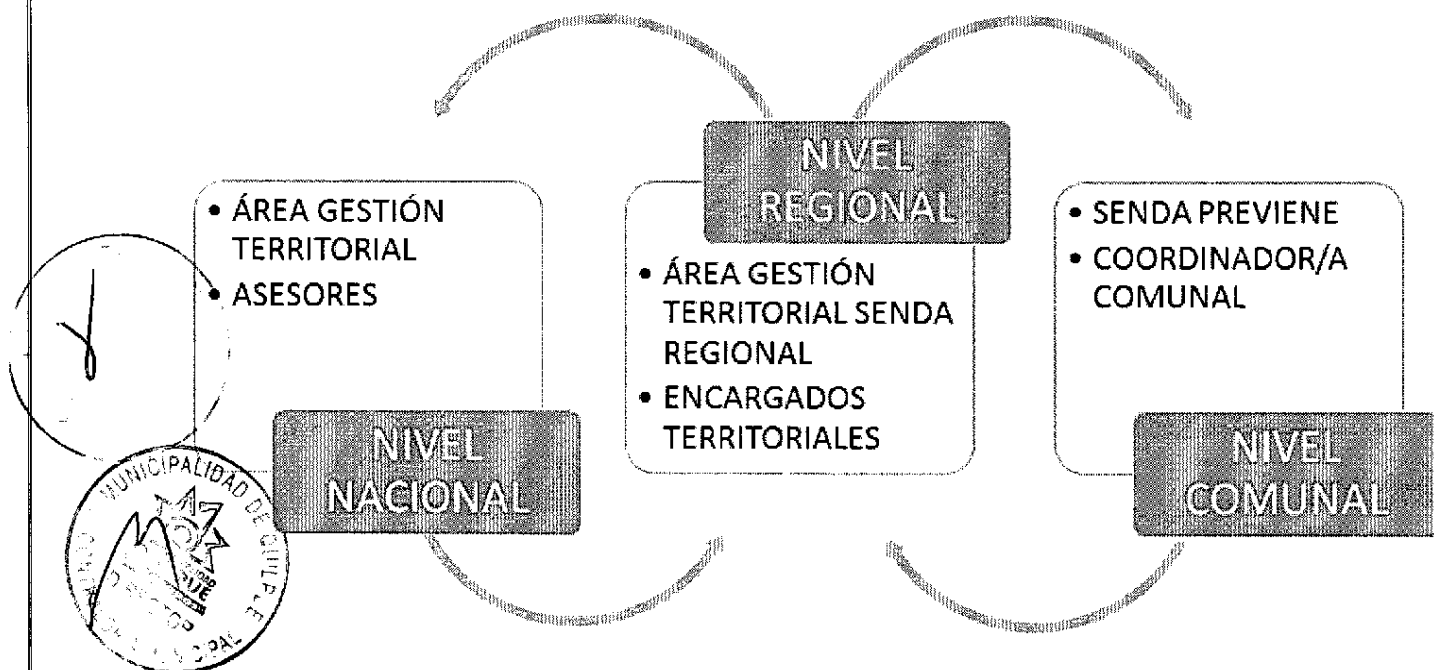 NIVEL
REGIONAL
• ÁREA GESTIÓN
TERRITORIAL
• ASESORES
NIVEL
NACIONAL
• ÁREA GESTIÓN
TERRITORIAL SENDA
REGIONAL
• ENCARGADOS
TERRITORIALES
• SENDA PREVIENE
• COORDINADOR/A
COMUNAL
NIVEL
COMUNAL
MUNICIPALIDAD DE QUILPUE